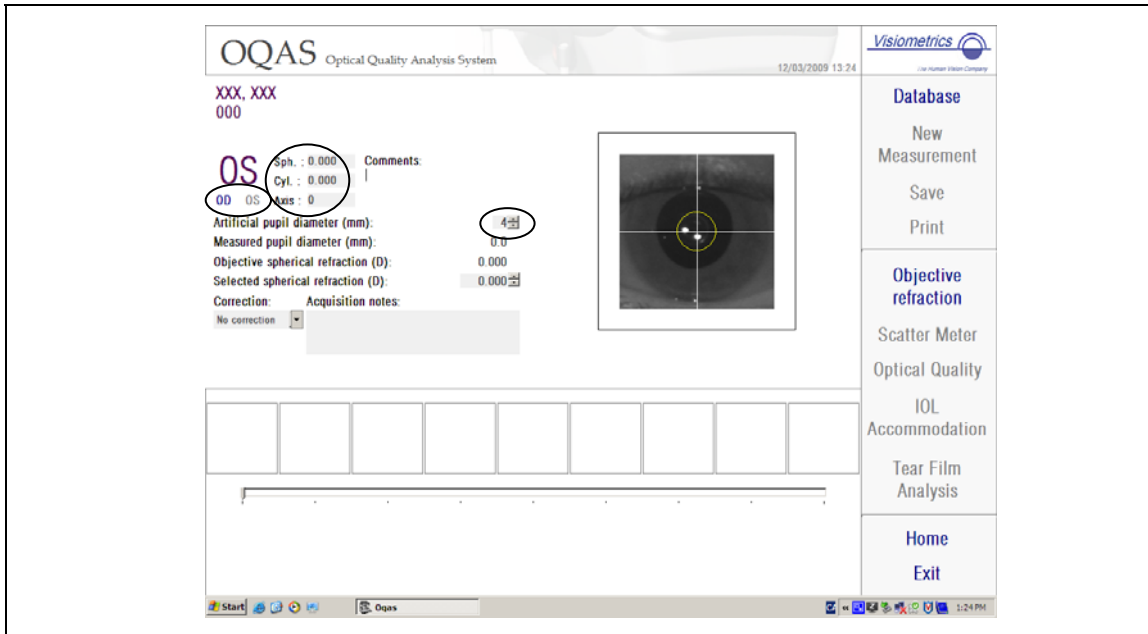 OQAS Optical Quality Analysis System
12/03/2009 13:24
Visiometrics
XXX, XXX
000
OS
Sph. : 0.000
Comments:
Cyl. : 0.000
OD OS
Axis : 0
Artificial pupil diameter (mm): 4
Measured pupil diameter (mm): 0.0
Objective spherical refraction (D): 0.000
Selected spherical refraction (D): 0.000
Correction:
Acquisition notes:
No correction
Database
New
Measurement
Save
Print
Objective
refraction
Scatter Meter
Optical Quality
IOL
Accommodation
Tear Film
Analysis
Home
Exit
Start
Oqas
1:24 PM